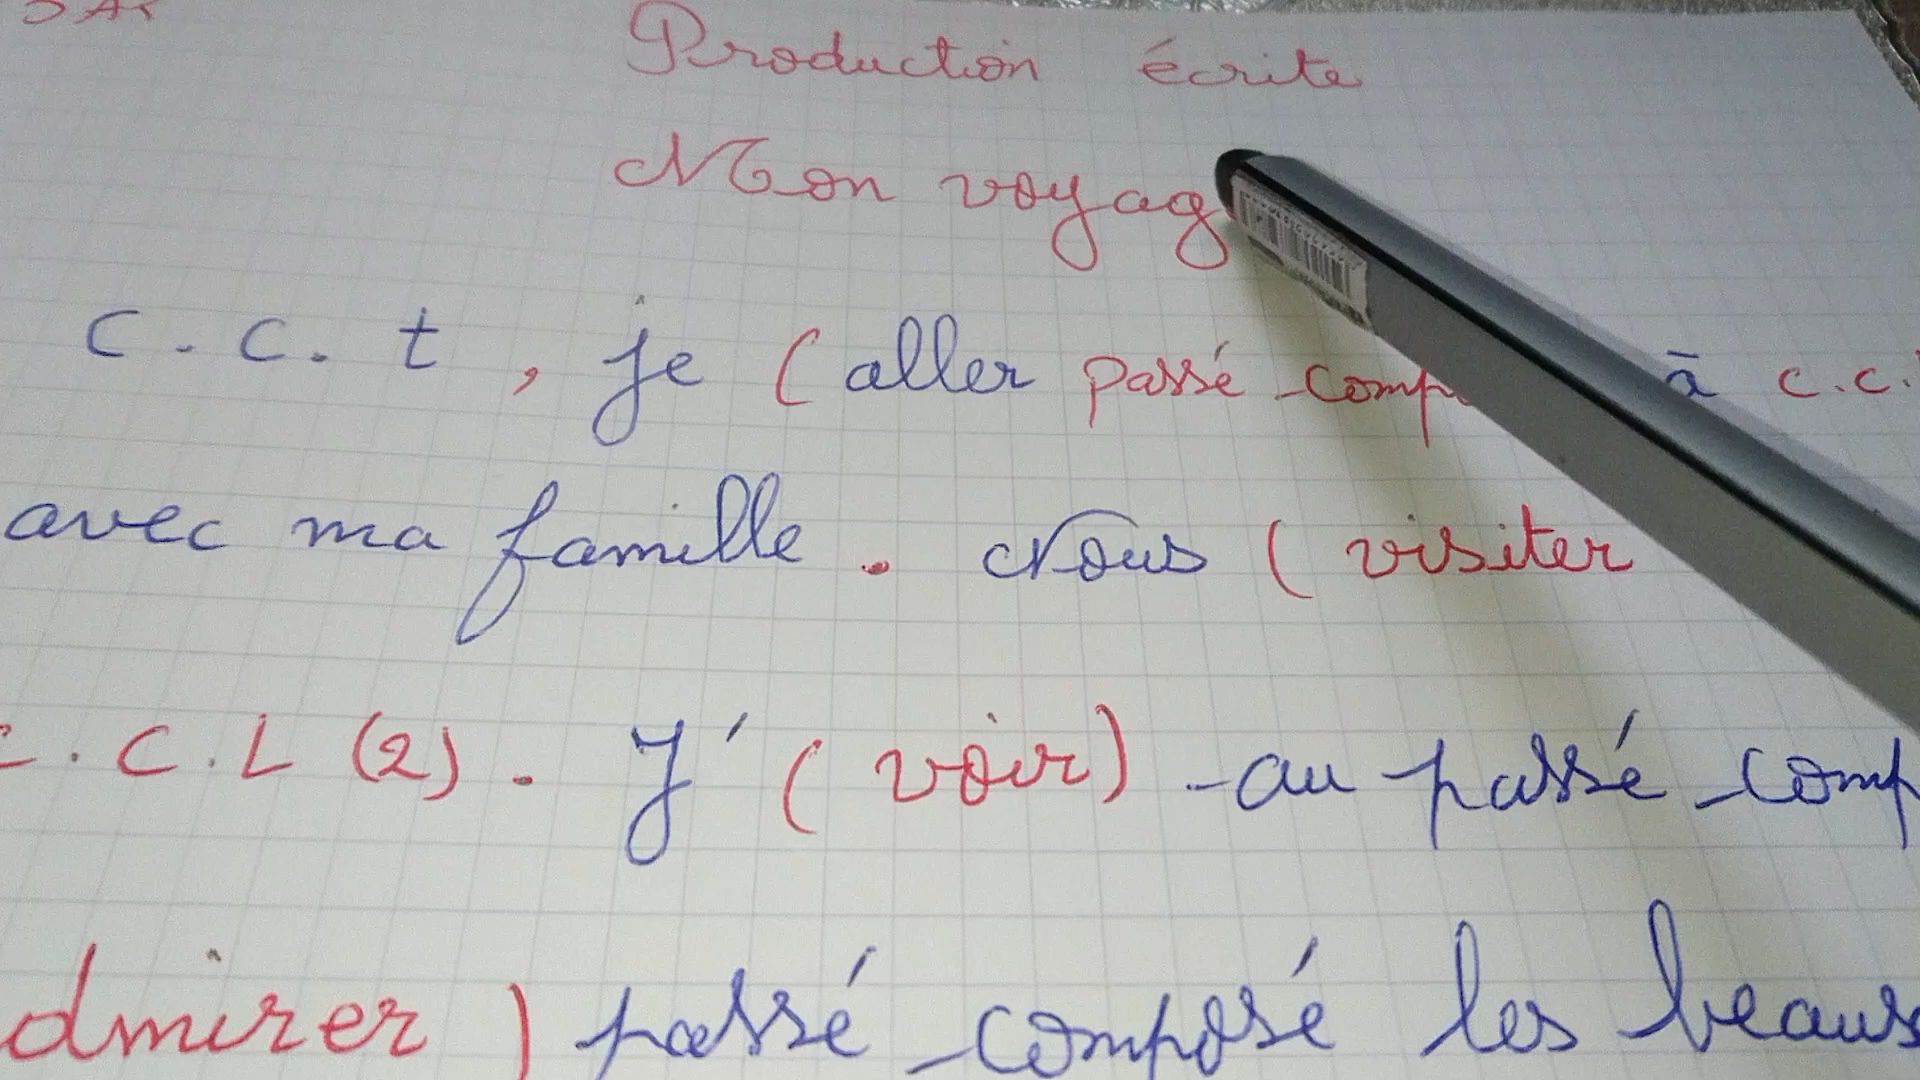 Production écrite
Mon voyag
C.C.t, je (aller passé comp à c.c.
avec ma famille. Nous (visiter
C.C.L (2). J'(voir) au passé comp
dmirer) passé composé les beaux